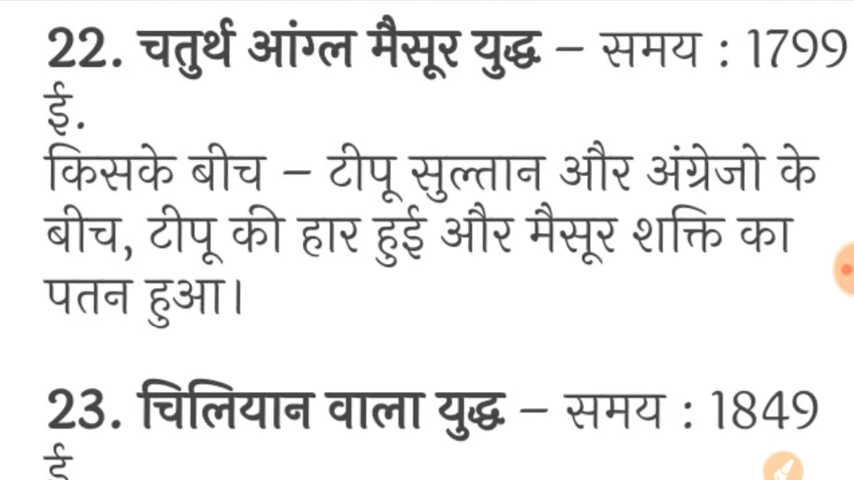 22. चतुर्थ आंग्ल मैसूर युद्ध – समय : 1799
ई.
किसके बीच – टीपू सुल्तान और अंग्रेजो के
बीच, टीपू की हार हुई और मैसूर शक्ति का
पतन हुआ।
23. चिलियान वाला युद्ध – समय : 1849
ई